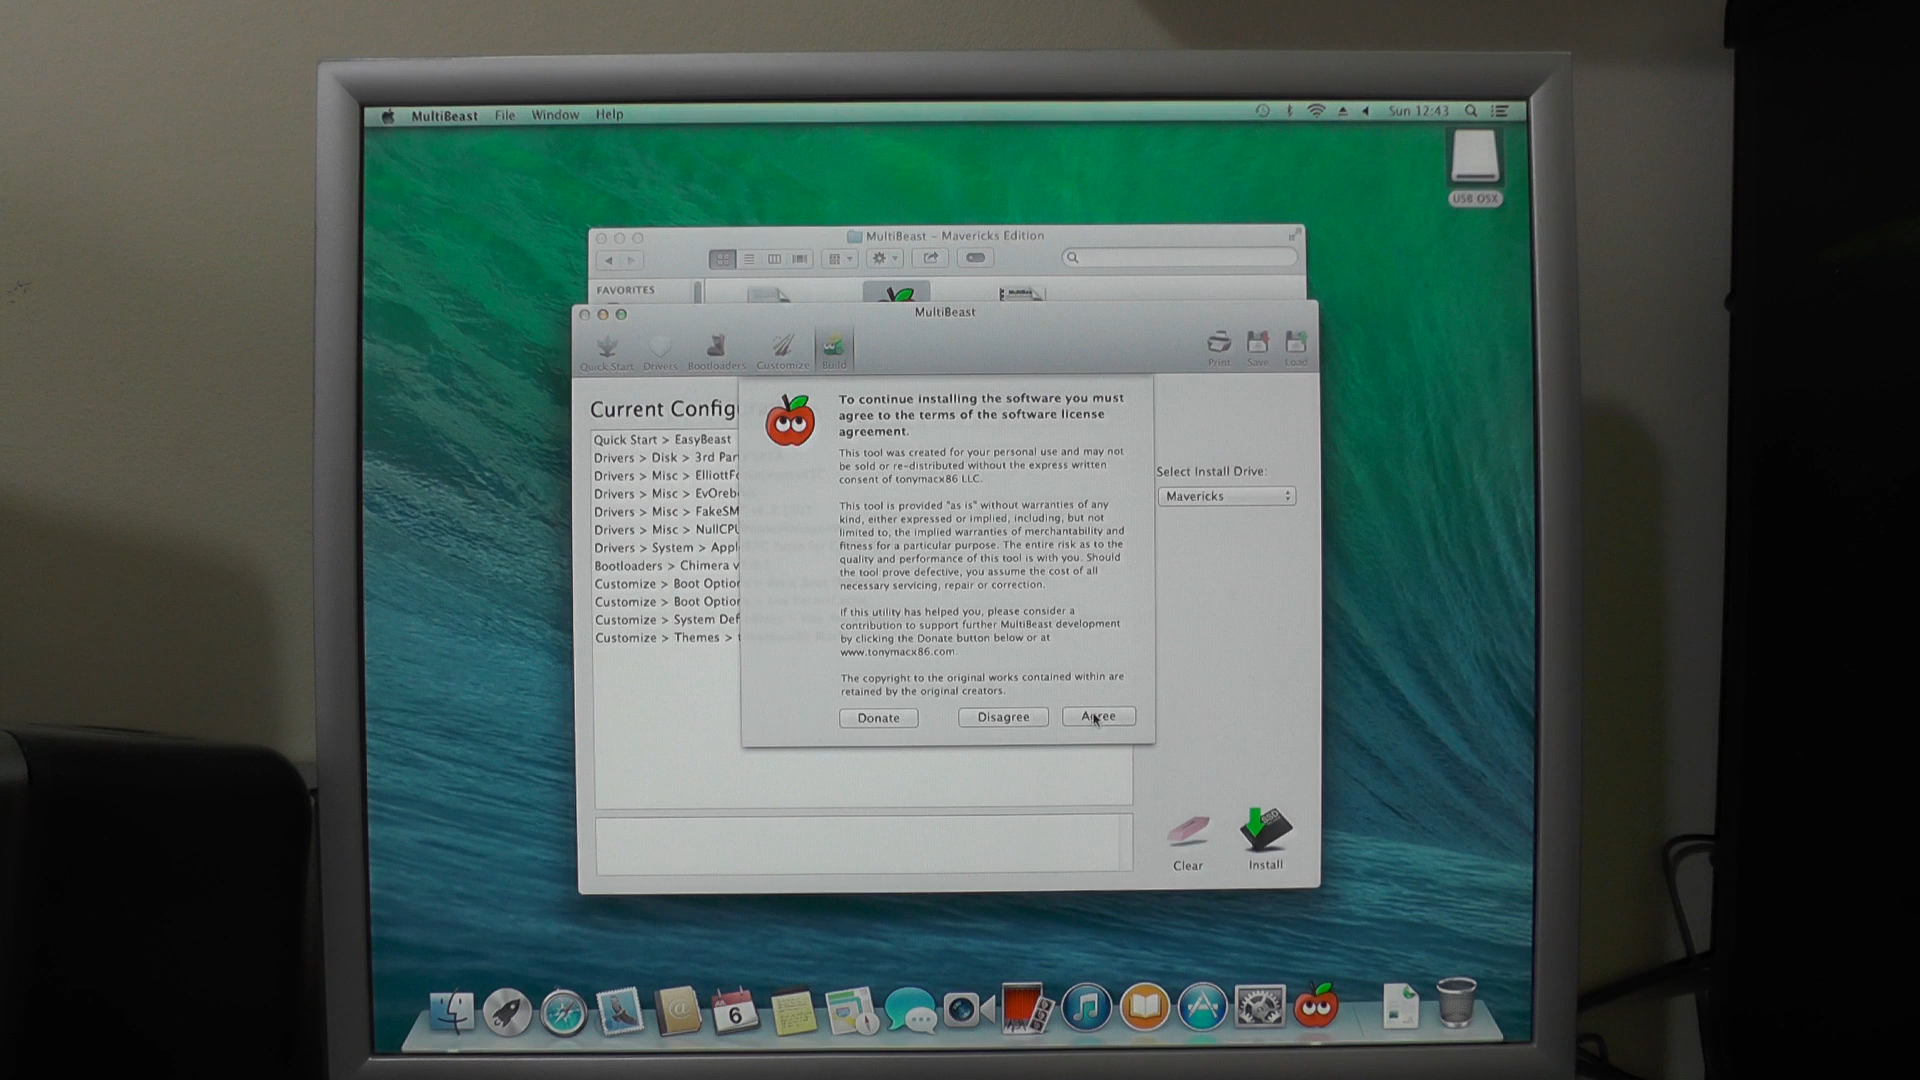 MultiBeast File Window Help
Sun 12:43
USB OSX
MultiBeast – Mavericks Edition
FAVORITES
MultiBeast
Quick Start Drivers Bootloaders Customize Build
Print Save Load
Current Config
Quick Start > EasyBeast
Drivers > Disk > 3rd Par
Drivers > Misc > ElliottFo
Drivers > Misc > EvOreb
Drivers > Misc > FakeSM
Drivers > Misc > NullCPU
Drivers > System > Appl
Bootloaders > Chimera v
Customize > Boot Option
Customize > Boot Option
Customize > System Def
Customize > Themes > t
To continue installing the software you must
agree to the terms of the software license
agreement.
This tool was created for your personal use and may not
be sold or re-distributed without the express written
consent of tonymacx86 LLC.
This tool is provided "as is" without warranties of any
kind, either expressed or implied, including, but not
limited to, the implied warranties of merchantability and
fitness for a particular purpose. The entire risk as to the
quality and performance of this tool is with you. Should
the tool prove defective, you assume the cost of all
necessary servicing, repair or correction.
If this utility has helped you, please consider a
contribution to support further MultiBeast development
by clicking the Donate button below or at
www.tonymacx86.com.
The copyright to the original works contained within are
retained by the original creators.
Donate Disagree Agree
Select Install Drive:
Mavericks
SSD
Clear Install
6